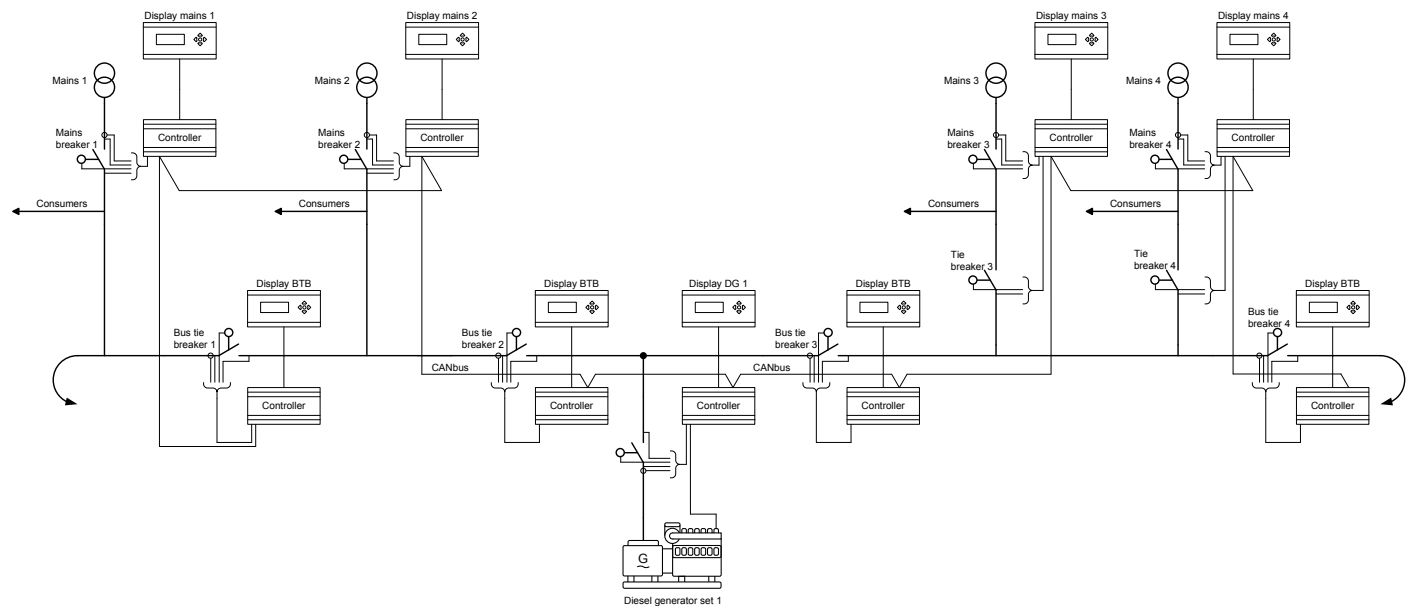 Display mains 1
Display mains 2
Display mains 3
Display mains 4
Mains 1
Mains 2
Mains 3
Mains 4
Mains
breaker 1
Controller
Mains
breaker 2
Controller
Mains
breaker 3
Controller
Mains
breaker 4
Controller
Consumers
Consumers
Consumers
Consumers
Tie
breaker 3
Tie
breaker 4
Display BTB
Display BTB
Display DG 1
Display BTB
Display BTB
Bus tie
breaker 1
Bus tie
breaker 2
Bus tie
breaker 3
Bus tie
breaker 4
CANbus
CANbus
Controller
Controller
Controller
Controller
Controller
G
Diesel generator set 1